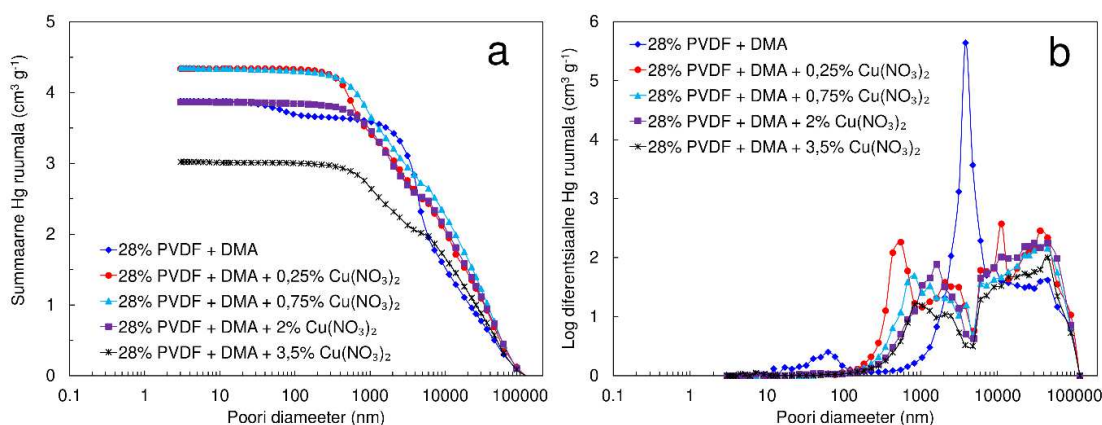 a
Summaarne Hg ruumala (cm³ g⁻¹)
5
4
3
2
1
0
28% PVDF + DMA
28% PVDF + DMA + 0,25% Cu(NO₃)₂
28% PVDF + DMA + 0,75% Cu(NO₃)₂
28% PVDF + DMA + 2% Cu(NO₃)₂
28% PVDF + DMA + 3,5% Cu(NO₃)₂
0.1 1 10 100 1000 10000 100000
Poori diameeter (nm)
b
Log diferentsiaalne Hg ruumala (cm³ g⁻¹)
6
5
4
3
2
1
0
28% PVDF + DMA
28% PVDF + DMA + 0,25% Cu(NO₃)₂
28% PVDF + DMA + 0,75% Cu(NO₃)₂
28% PVDF + DMA + 2% Cu(NO₃)₂
28% PVDF + DMA + 3,5% Cu(NO₃)₂
0.1 1 10 100 1000 10000 100000
Poori diameeter (nm)